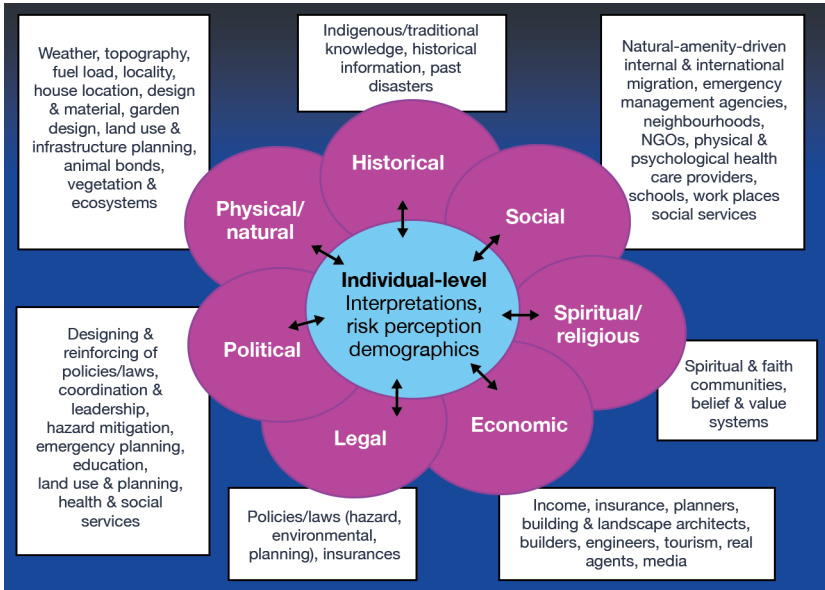 Weather, topography,
fuel load, locality,
house location, design
& material, garden
design, land use &
infrastructure planning,
animal bonds,
vegetation &
ecosystems
Indigenous/traditional
knowledge, historical
information, past
disasters
Natural-amenity-driven
internal & international
migration, emergency
management agencies,
neighbourhoods,
NGOs, physical &
psychological health
care providers,
schools, work places
social services
Historical
Physical/
natural
Social
Individual-level
Interpretations,
risk perception
demographics
Spiritual/
religious
Political
Legal
Economic
Designing &
reinforcing of
policies/laws,
coordination &
leadership,
hazard mitigation,
emergency planning,
education,
land use & planning,
health & social
services
Spiritual & faith
communities,
belief & value
systems
Policies/laws (hazard,
environmental,
planning), insurances
Income, insurance, planners,
building & landscape architects,
builders, engineers, tourism, real
agents, media